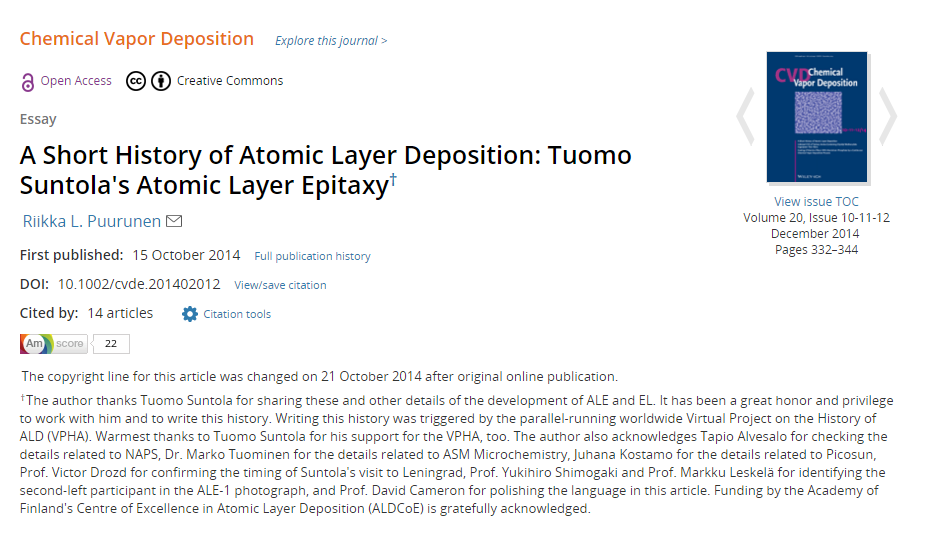 Chemical Vapor Deposition Explore this journal >
Open Access cc Creative Commons
Essay
A Short History of Atomic Layer Deposition: Tuomo
Suntola's Atomic Layer Epitaxy†
Riikka L. Puurunen
First published: 15 October 2014 Full publication history
DOI: 10.1002/cvde.201402012 View/save citation
Cited by: 14 articles Citation tools
Am score 22
CVD Chemical
Vapor Deposition
View issue TOC
Volume 20, Issue 10-11-12
December 2014
Pages 332–344
The copyright line for this article was changed on 21 October 2014 after original online publication.
†The author thanks Tuomo Suntola for sharing these and other details of the development of ALE and EL. It has been a great honor and privilege
to work with him and to write this history. Writing this history was triggered by the parallel-running worldwide Virtual Project on the History of
ALD (VPHA). Warmest thanks to Tuomo Suntola for his support for the VPHA, too. The author also acknowledges Tapio Alvesalo for checking the
details related to NAPS, Dr. Marko Tuominen for the details related to ASM Microchemistry, Juhana Kostamo for the details related to Picosun,
Prof. Victor Drozd for confirming the timing of Suntola's visit to Leningrad, Prof. Yukihiro Shimogaki and Prof. Markku Leskelä for identifying the
second-left participant in the ALE-1 photograph, and Prof. David Cameron for polishing the language in this article. Funding by the Academy of
Finland's Centre of Excellence in Atomic Layer Deposition (ALDCoE) is gratefully acknowledged.